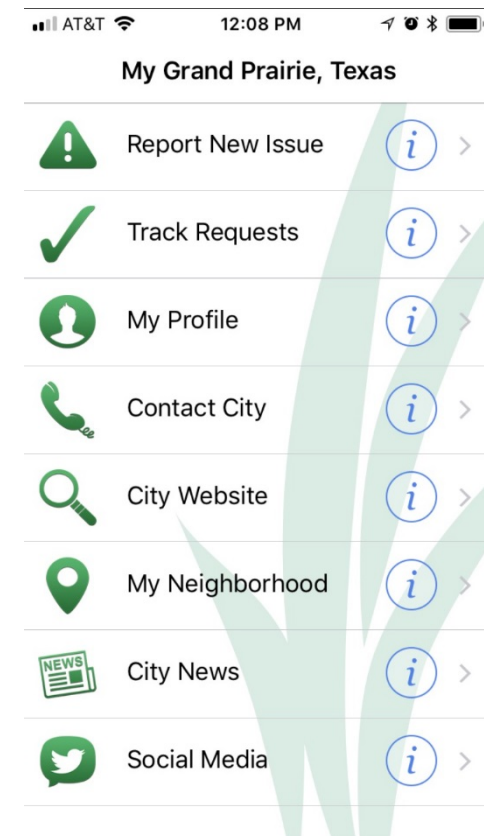 AT&T 12:08 PM
My Grand Prairie, Texas
Report New Issue i
Track Requests i
My Profile i
Contact City i
City Website i
My Neighborhood i
NEWS City News i
Social Media i